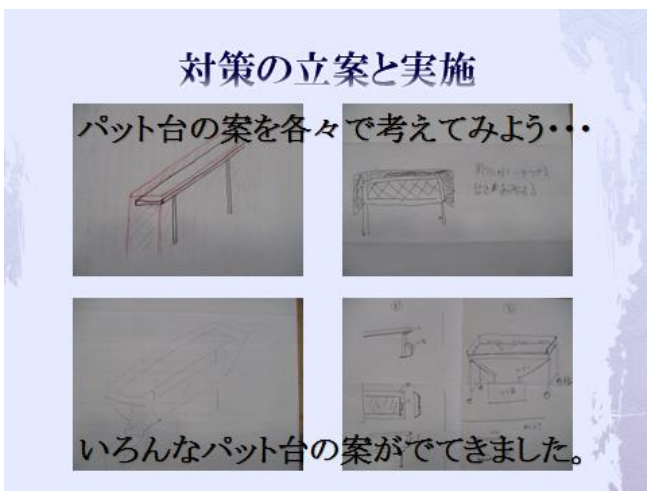 対策の立案と実施
パット台の案を各々で考えてみよう・・・
①
いろんなパット台の案がでてきました。